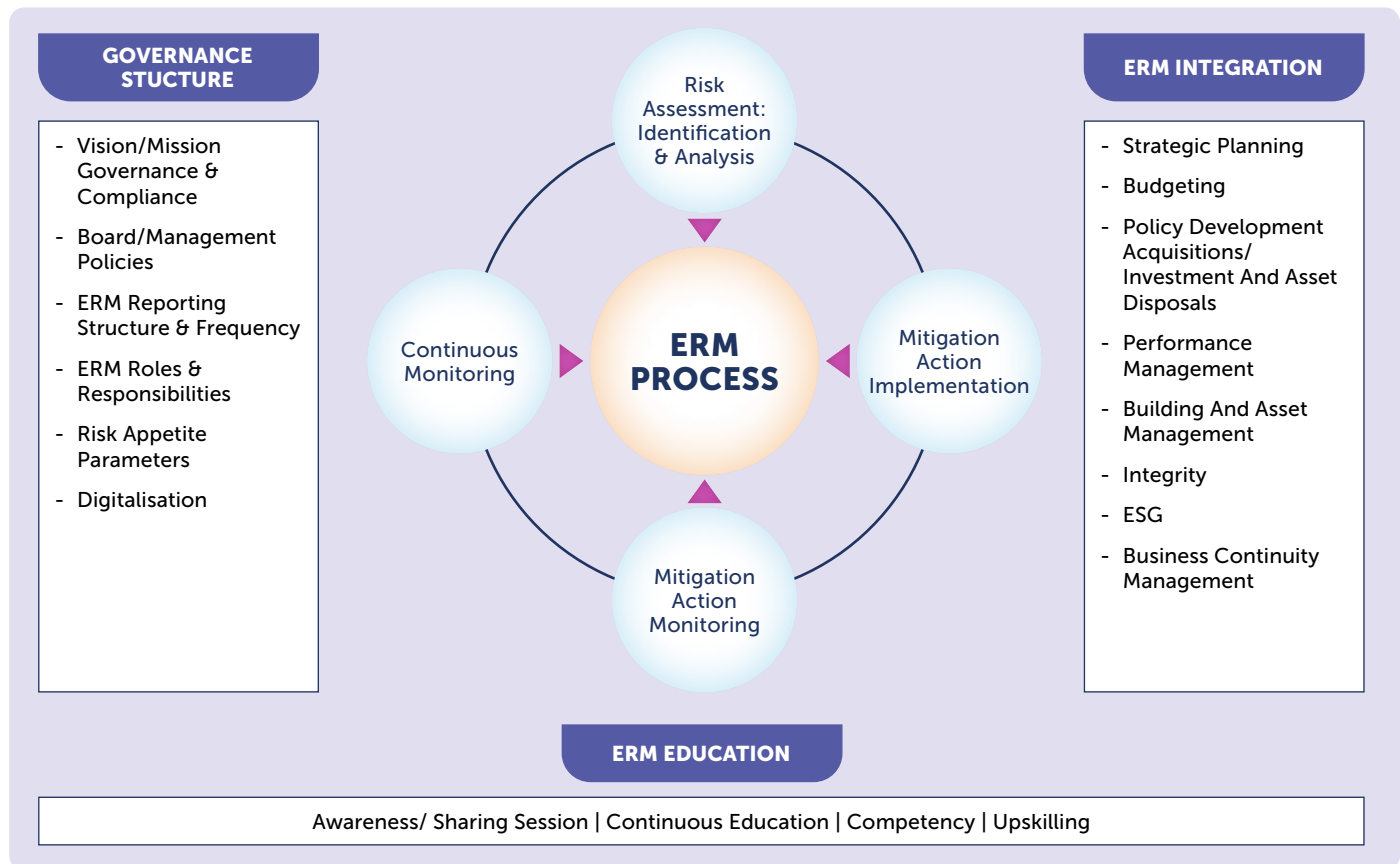 GOVERNANCE
STUCTURE
- Vision/Mission
Governance &
Compliance
- Board/Management
Policies
- ERM Reporting
Structure & Frequency
- ERM Roles &
Responsibilities
- Risk Appetite
Parameters
- Digitalisation
Risk
Assessment:
Identification
& Analysis
Continuous
Monitoring
ERM
PROCESS
Mitigation
Action
Implementation
Mitigation
Action
Monitoring
ERM INTEGRATION
- Strategic Planning
- Budgeting
- Policy Development
Acquisitions/
Investment And Asset
Disposals
- Performance
Management
- Building And Asset
Management
- Integrity
- ESG
- Business Continuity
Management
ERM EDUCATION
Awareness/ Sharing Session | Continuous Education | Competency | Upskilling